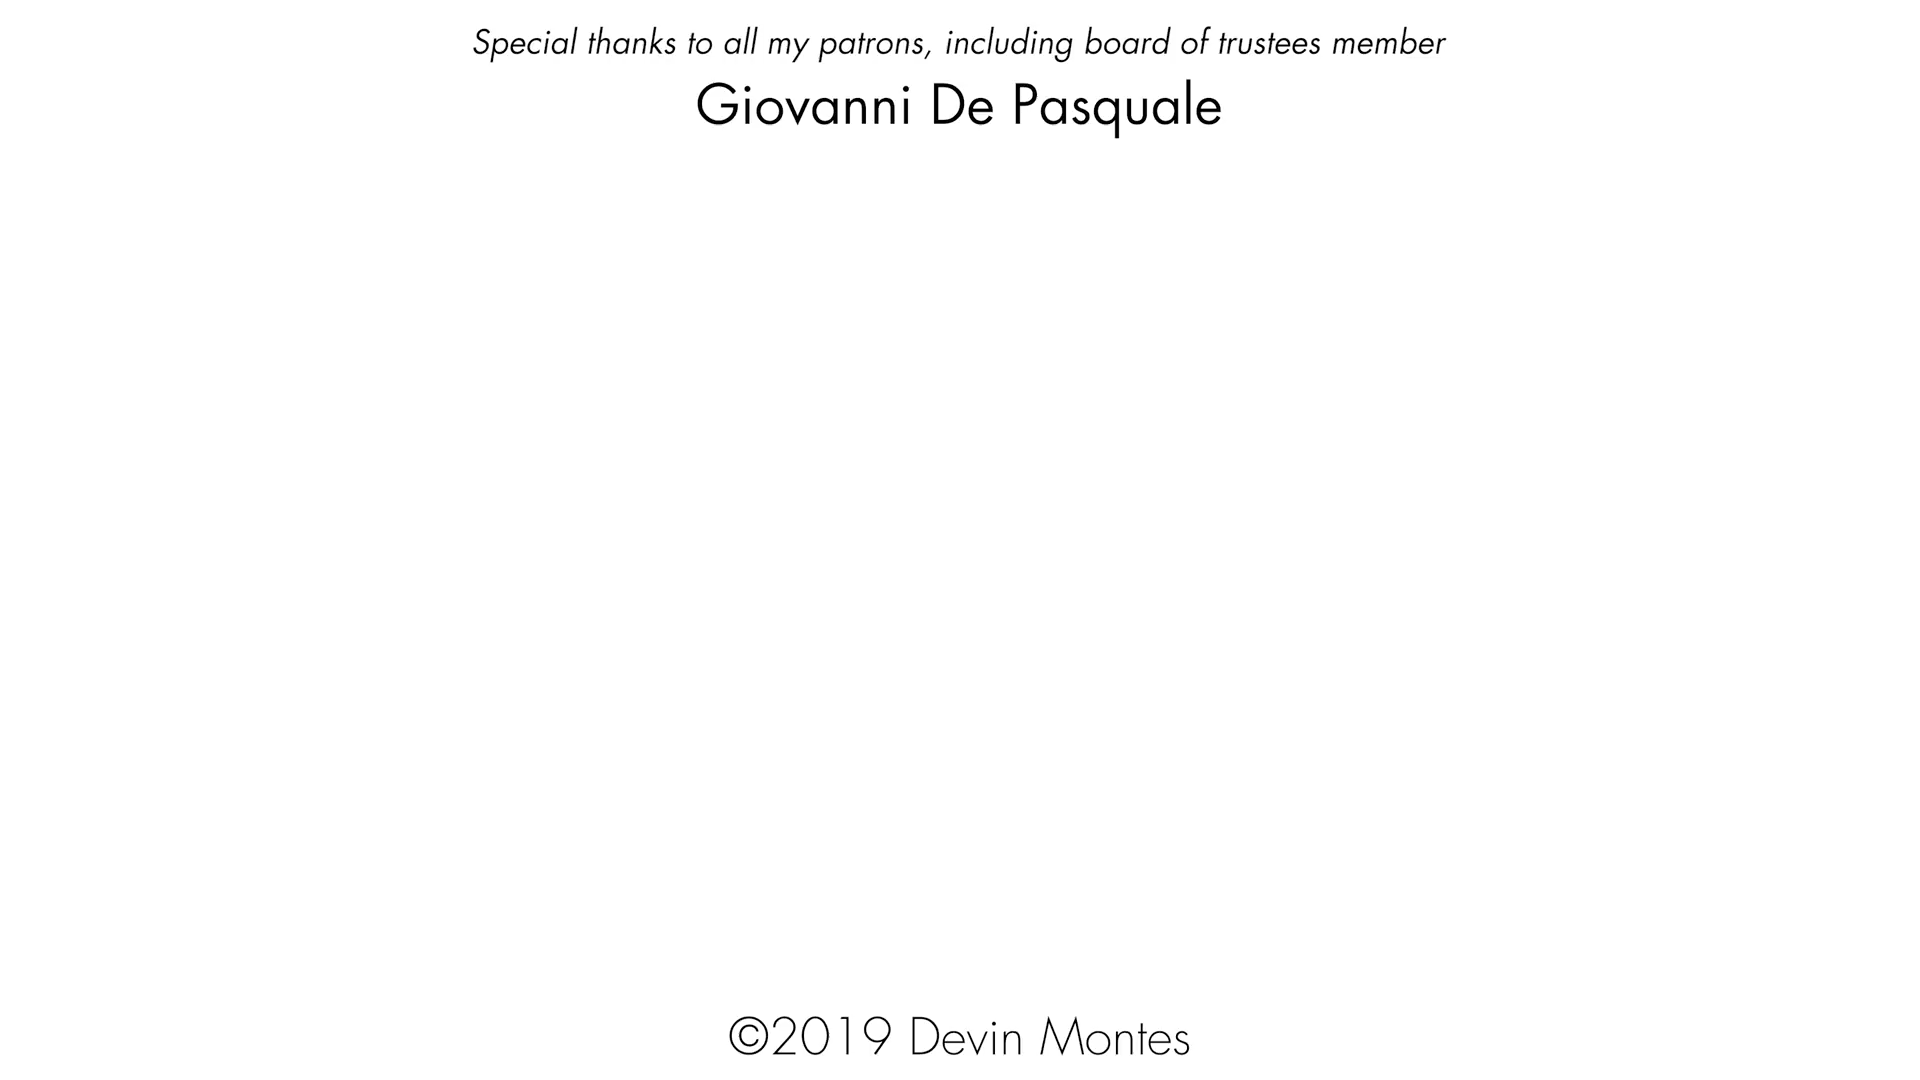 Special thanks to all my patrons, including board of trustees member
Giovanni De Pasquale
©2019 Devin Montes